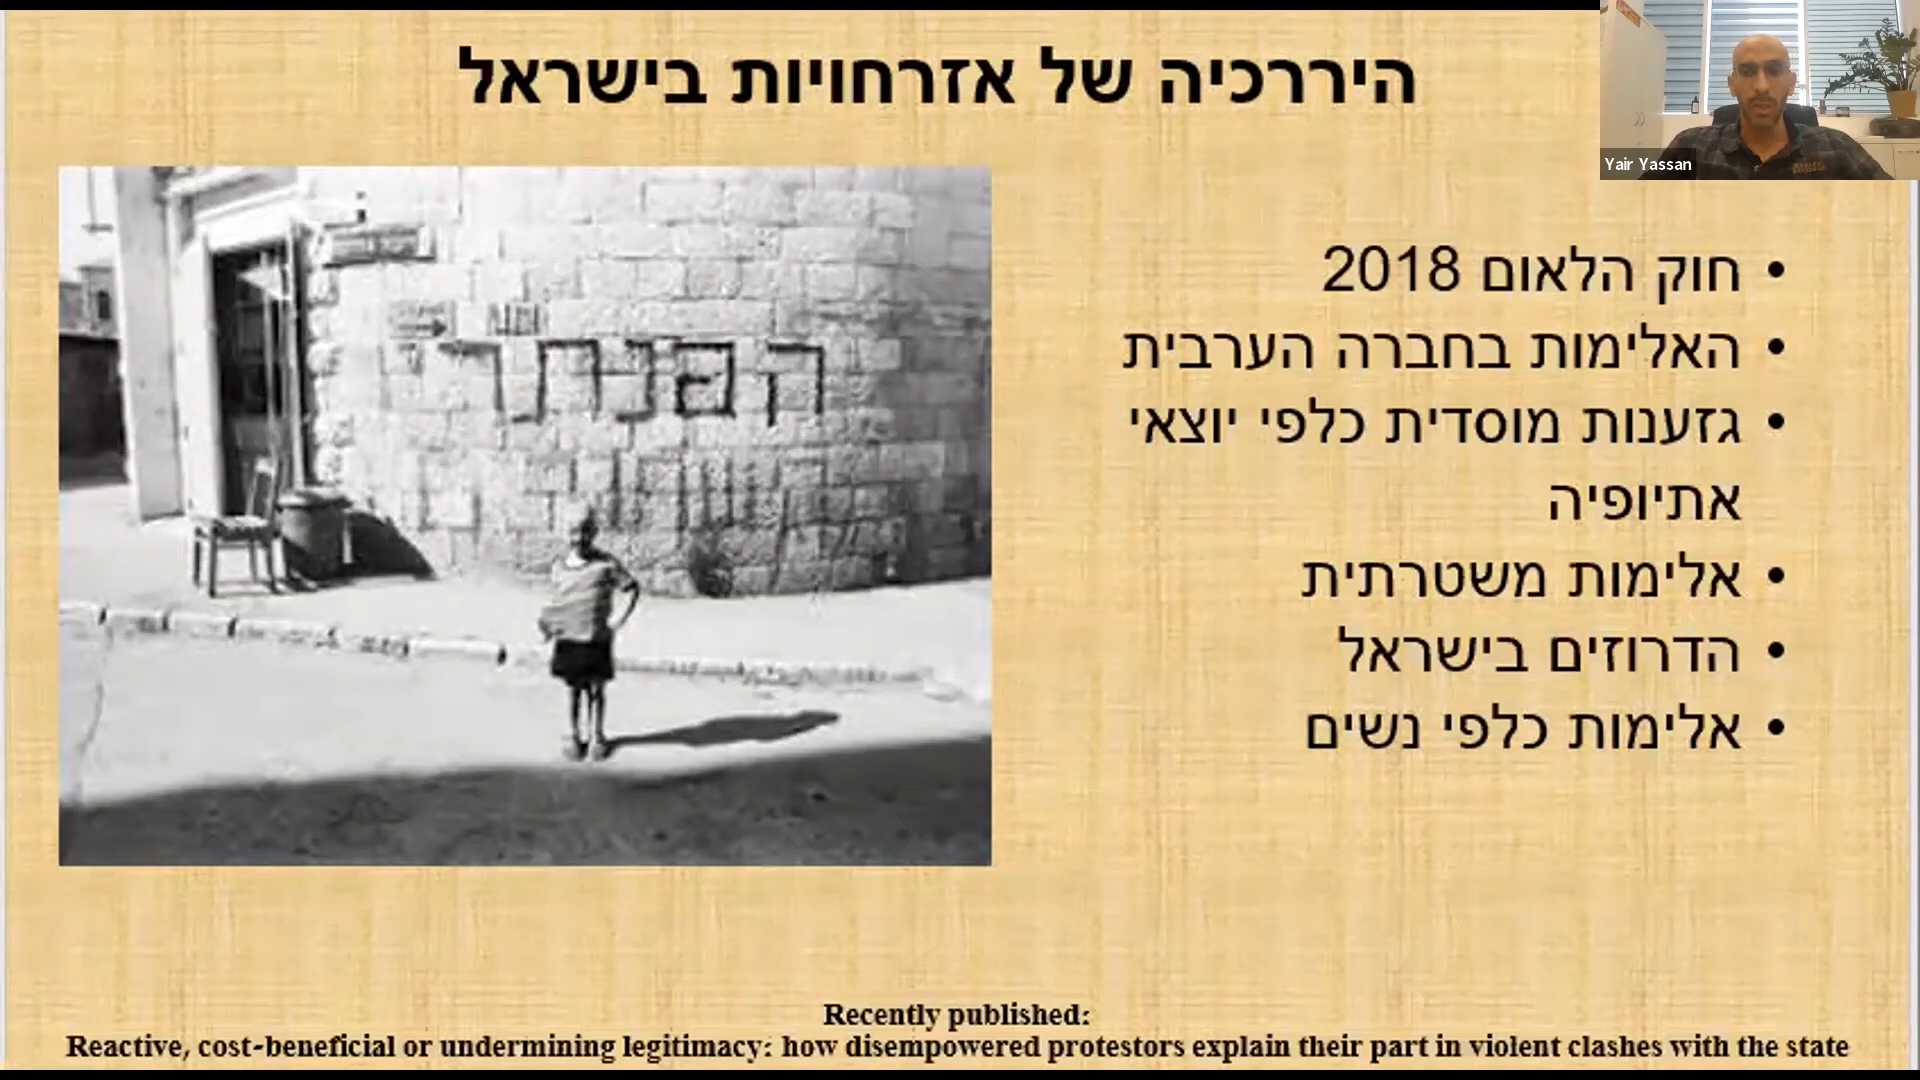 היררכיה של אזרחויות בישראל
Yair Yassan
• חוק הלאום 2018
• האלימות בחברה הערבית
• גזענות מוסדית כלפי יוצאי
אתיופיה
• אלימות משטרתית
• הדרוזים בישראל
• אלימות כלפי נשים
Recently published:
Reactive, cost-beneficial or undermining legitimacy: how disempowered protestors explain their part in violent clashes with the state